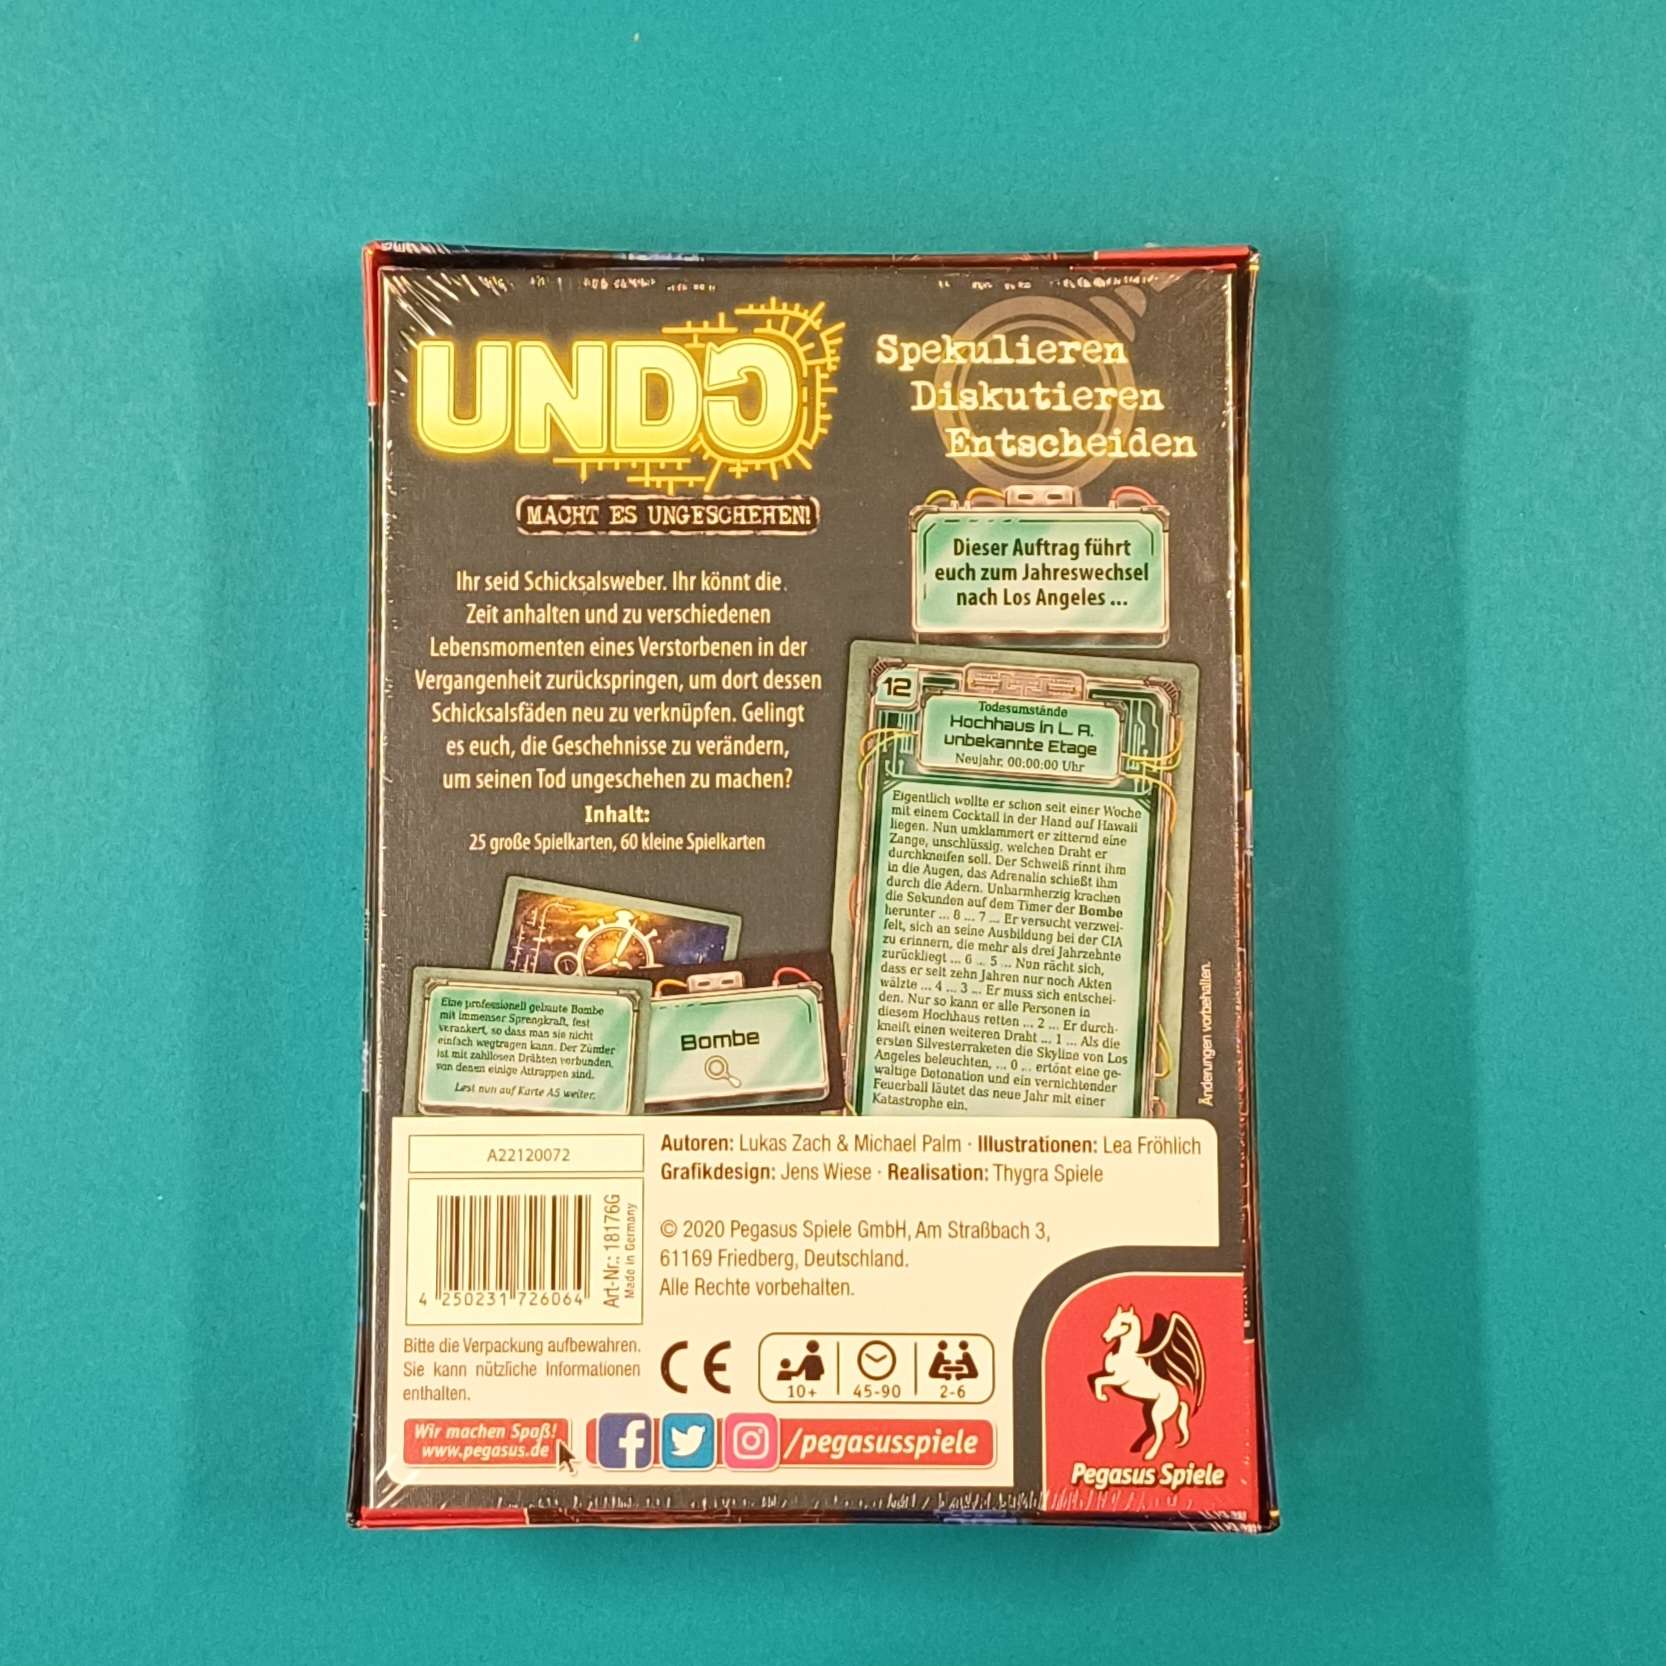 UNDO
MACHT ES UNGESCHEHEN!
Spekulieren
Diskutieren
Entscheiden
Dieser Auftrag führt
euch zum Jahreswechsel
nach Los Angeles ...
Ihr seid Schicksalsweber. Ihr könnt die
Zeit anhalten und zu verschiedenen
Lebensmomenten eines Verstorbenen in der
Vergangenheit zurückspringen, um dort dessen
Schicksalsfäden neu zu verknüpfen. Gelingt
es euch, die Geschehnisse zu verändern,
um seinen Tod ungeschehen zu machen?
Inhalt:
25 große Spielkarten, 60 kleine Spielkarten
12
Todesumstände
Hochhaus in L. A.
unbekannte Etage
Neujahr, 00:00:00 Uhr
Eigentlich wollte er schon seit einer Woche
mit einem Cocktail in der Hand auf Hawaii
liegen. Nun umklammert er zitternd eine
Zange, unschlüssig, welchen Draht er
durchkneifen soll. Der Schweiß rinnt ihm
in die Augen, das Adrenalin schießt ihm
durch die Adern. Unbarmherzig krachen
die Sekunden auf dem Timer der Bombe
herunter ... 8 ... 7 ... Er versucht verzwei-
felt, sich an seine Ausbildung bei der CIA
zu erinnern, die mehr als drei Jahrzehnte
zurückliegt ... 6 ... 5 ... Nun rächt sich,
dass er seit zehn Jahren nur noch Akten
wälzte ... 4 ... 3 ... Er muss sich entschei-
den. Nur so kann er alle Personen in
diesem Hochhaus retten ... 2 ... Er durch-
kneift einen weiteren Draht ... 1 ... Als die
ersten Silvesterraketen die Skyline von Los
Angeles beleuchten, ... 0 ... ertönt eine ge-
waltige Detonation und ein vernichtender
Feuerball läutet das neue Jahr mit einer
Katastrophe ein.
Änderungen vorbehalten.
Eine professionell gebaute Bombe
mit immenser Sprengkraft, fest
verankert, so dass man sie nicht
einfach wegtragen kann. Der Zünder
ist mit zahllosen Drähten verbunden,
von denen einige Attrappen sind.
Lest nun auf Karte A5 weiter.
Bombe
A22120072
4 250231 726064
Art-Nr.: 18176G
Made in Germany
Autoren: Lukas Zach & Michael Palm · Illustrationen: Lea Fröhlich
Grafikdesign: Jens Wiese · Realisation: Thygra Spiele
© 2020 Pegasus Spiele GmbH, Am Straßbach 3,
61169 Friedberg, Deutschland.
Alle Rechte vorbehalten.
Bitte die Verpackung aufbewahren.
Sie kann nützliche Informationen
enthalten.
CE
10+ 45-90 2-6
Wir machen Spaß!
www.pegasus.de
/pegasusspiele
Pegasus Spiele